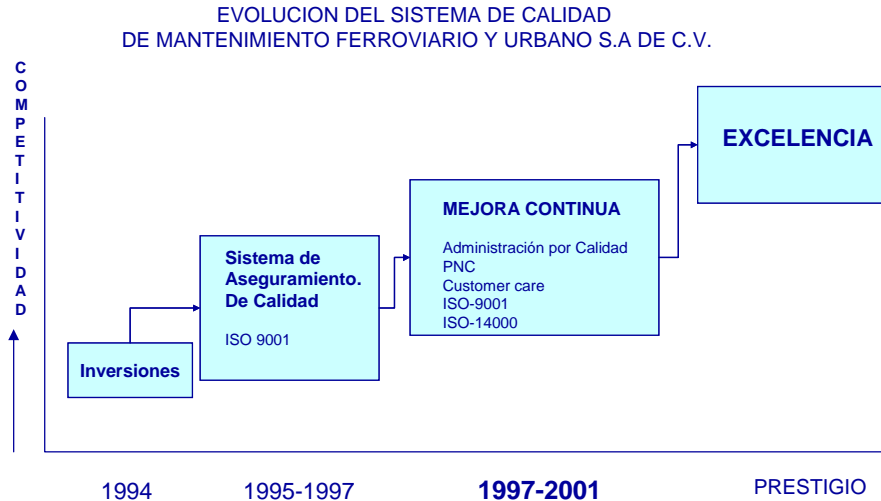 EVOLUCION DEL SISTEMA DE CALIDAD
DE MANTENIMIENTO FERROVIARIO Y URBANO S.A DE C.V.
COMPETITIVIDAD
EXCELENCIA
MEJORA CONTINUA
Administración por Calidad
PNC
Customer care
ISO-9001
ISO-14000
Sistema de
Aseguramiento.
De Calidad
ISO 9001
Inversiones
1994
1995-1997
1997-2001
PRESTIGIO